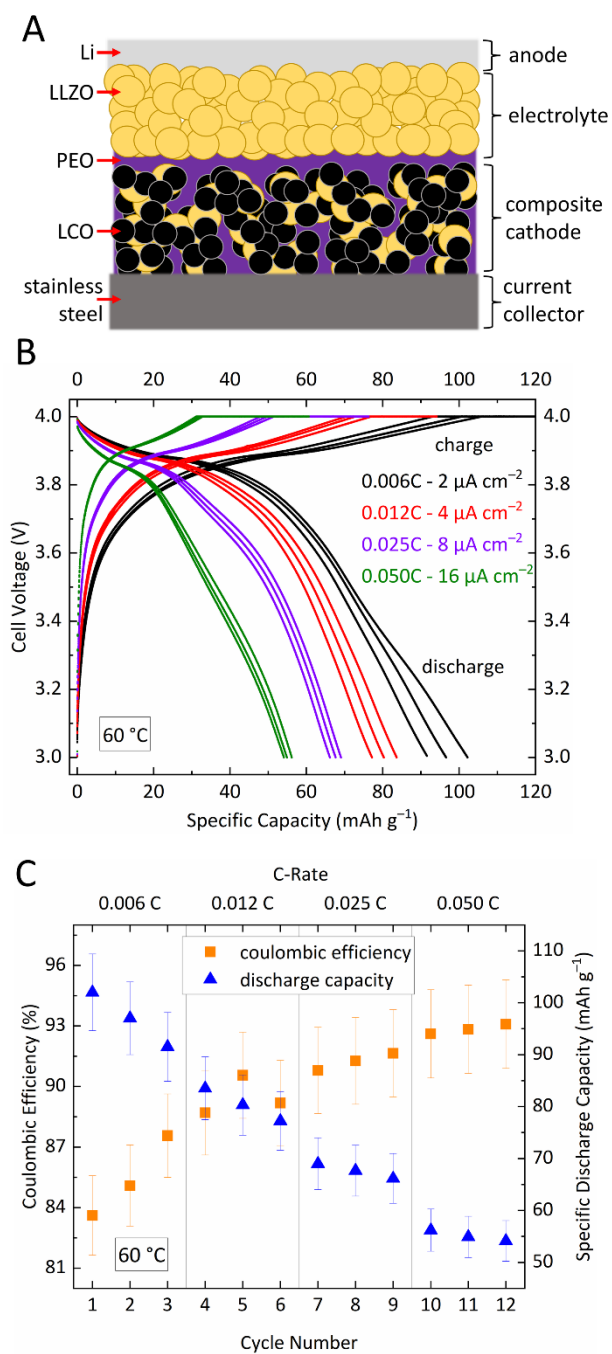 A
Li
anode
LLZO
electrolyte
PEO
composite
cathode
LCO
stainless
steel
current
collector
B
0 20 40 60 80 100 120
4.0 4.0
charge
0.006C - 2 µA cm⁻²
3.8 3.8
0.012C - 4 µA cm⁻²
0.025C - 8 µA cm⁻²
3.6 3.6
0.050C - 16 µA cm⁻²
Cell Voltage (V)
3.4 3.4
discharge
3.2 3.2
60 °C
3.0 3.0
0 20 40 60 80 100 120
Specific Capacity (mAh g⁻¹)
C
C-Rate
0.006 C 0.012 C 0.025 C 0.050 C
coulombic efficiency
discharge capacity
96
93
90
87
84
81
Coulombic Efficiency (%)
110
100
90
80
70
60
50
Specific Discharge Capacity (mAh g⁻¹)
60 °C
1 2 3 4 5 6 7 8 9 10 11 12
Cycle Number